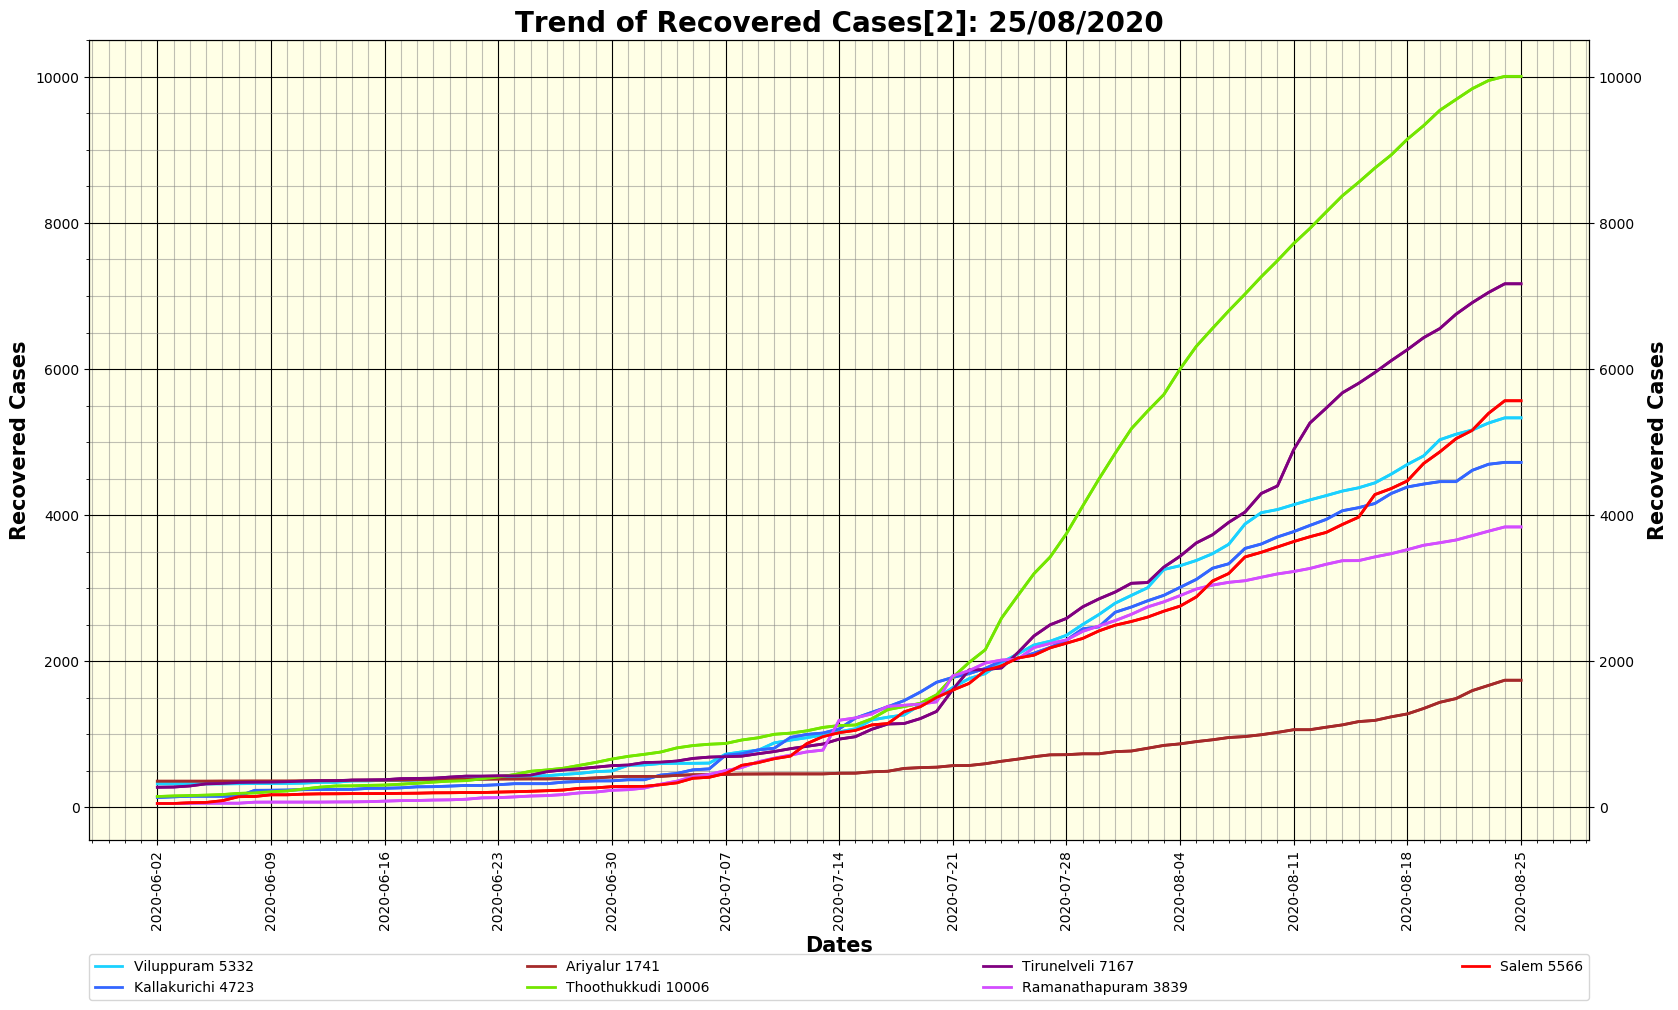 Trend of Recovered Cases[2]: 25/08/2020
10000 10000
8000 8000
6000 6000
4000 4000
2000 2000
0 0
Recovered Cases
Recovered Cases
2020-06-02 2020-06-09 2020-06-16 2020-06-23 2020-06-30 2020-07-07 2020-07-14 2020-07-21 2020-07-28 2020-08-04 2020-08-11 2020-08-18 2020-08-25
Dates
Viluppuram 5332 Ariyalur 1741 Tirunelveli 7167 Salem 5566
Kallakurichi 4723 Thoothukkudi 10006 Ramanathapuram 3839